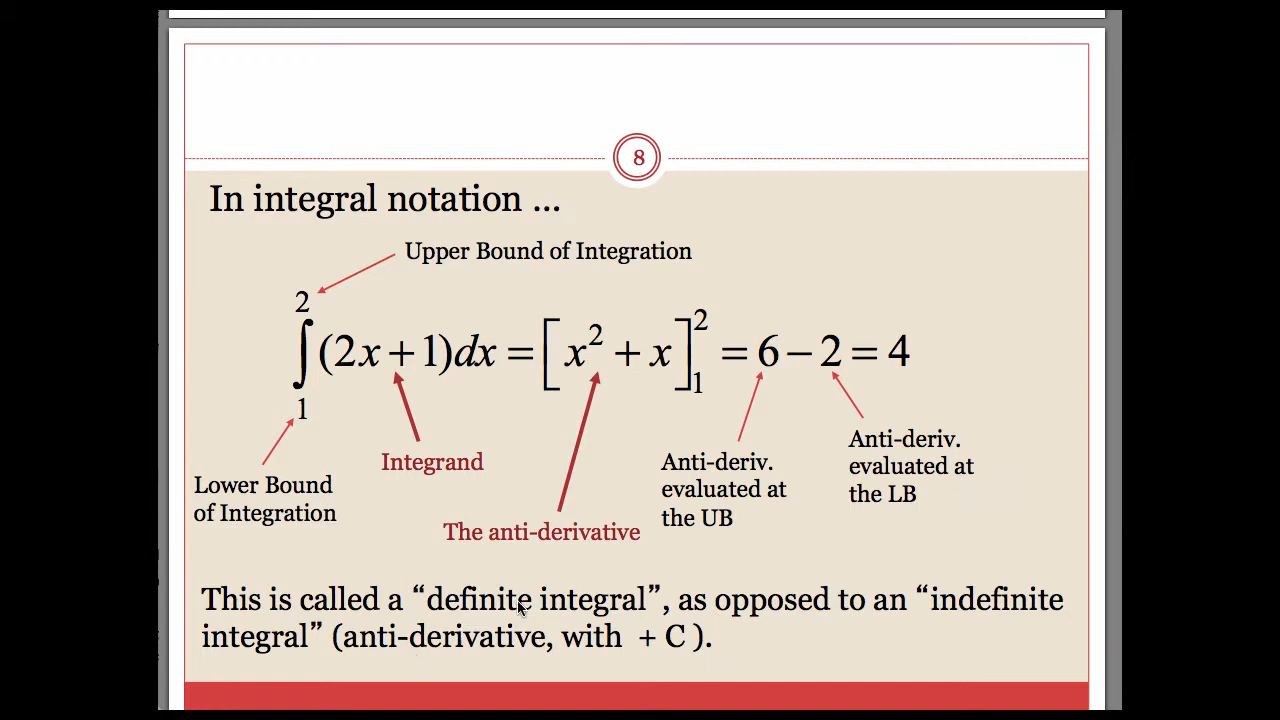 8
In integral notation ...
Upper Bound of Integration
∫₁² (2x + 1)dx = [x² + x]₁² = 6 − 2 = 4
Integrand
Lower Bound
of Integration
The anti-derivative
Anti-deriv.
evaluated at
the UB
Anti-deriv.
evaluated at
the LB
This is called a “definite integral”, as opposed to an “indefinite
integral” (anti-derivative, with + C ).